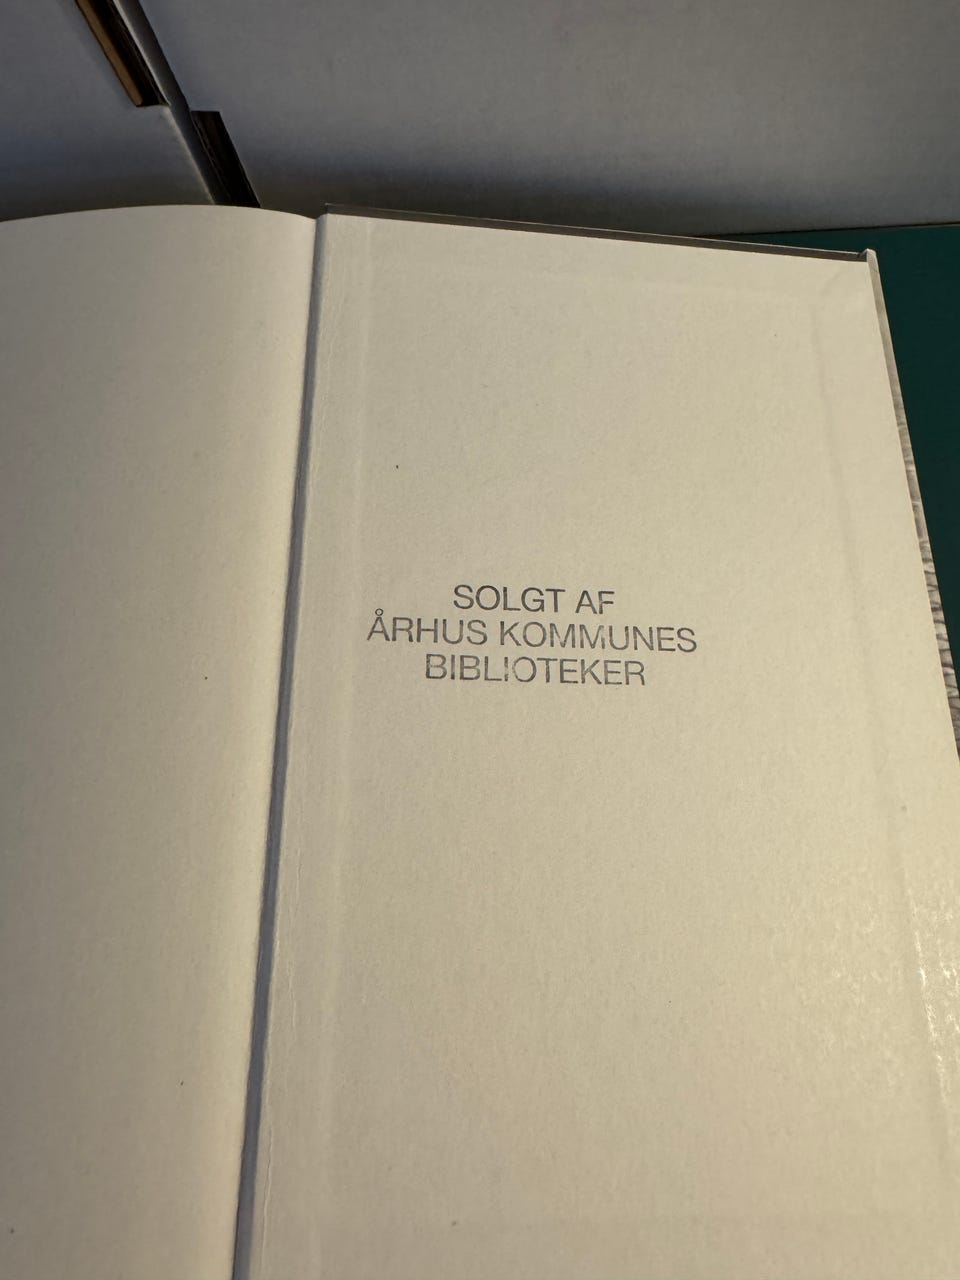 SOLGT AF
ÅRHUS KOMMUNES
BIBLIOTEKER